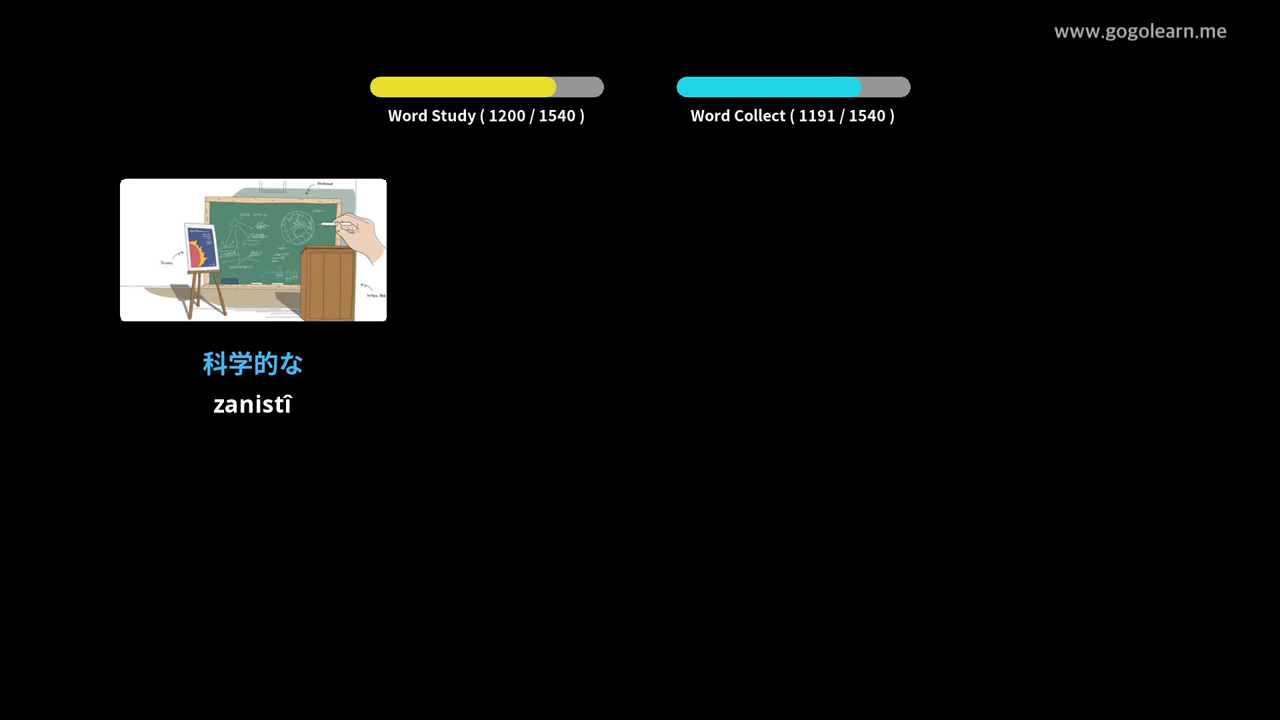 www.gogolearn.me
Word Study ( 1200 / 1540 )
Word Collect ( 1191 / 1540 )
科学的な
zanistî